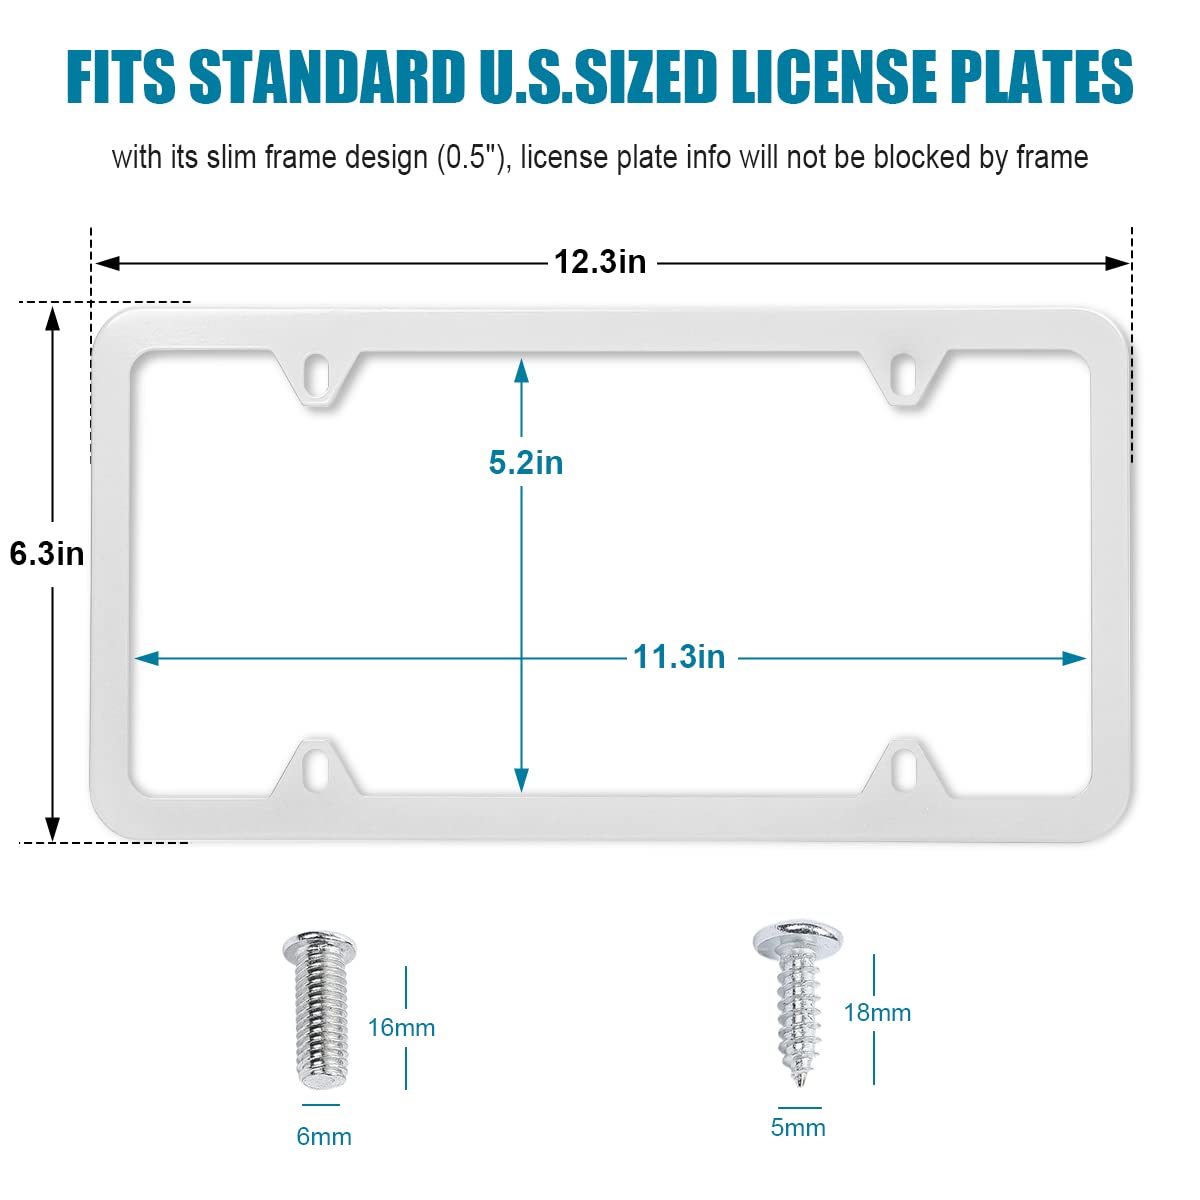 FITS STANDARD U.S.SIZED LICENSE PLATES
with its slim frame design (0.5"), license plate info will not be blocked by frame
12.3in
5.2in
6.3in
11.3in
16mm
18mm
6mm
5mm